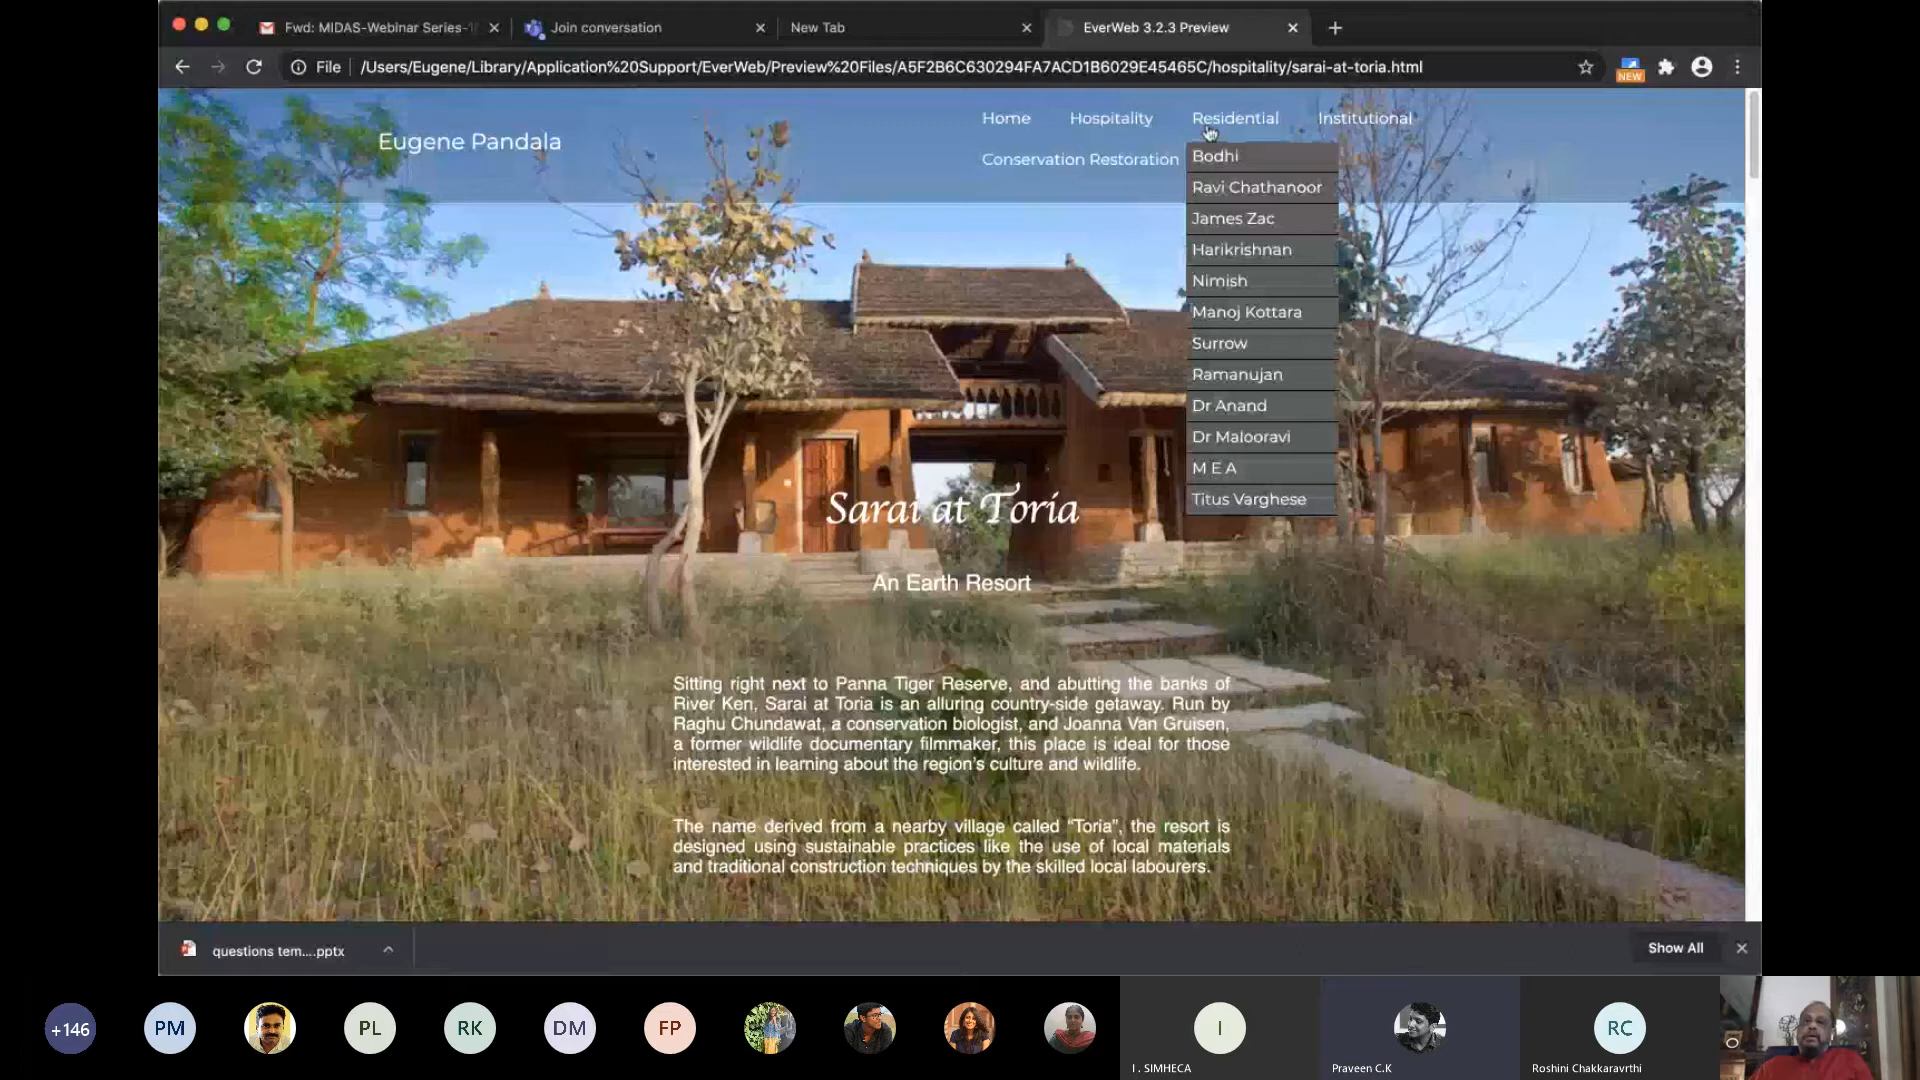 Fwd: MIDAS-Webinar Series-1
Join conversation
New Tab
EverWeb 3.2.3 Preview
File
/Users/Eugene/Library/Application%20Support/EverWeb/Preview%20Files/A5F2B6C630294FA7ACD1B6029E45465C/hospitality/sarai-at-toria.html
NEW
Eugene Pandala
Home
Hospitality
Residential
Institutional
Conservation Restoration
Bodhi
Ravi Chathanoor
James Zac
Harikrishnan
Nimish
Manoj Kottara
Surrow
Ramanujan
Dr Anand
Dr Malooravi
M E A
Titus Varghese
Sarai at Toria
An Earth Resort
Sitting right next to Panna Tiger Reserve, and abutting the banks of
River Ken, Sarai at Toria is an alluring country-side getaway. Run by
Raghu Chundawat, a conservation biologist, and Joanna Van Gruisen,
a former wildlife documentary filmmaker, this place is ideal for those
interested in learning about the region's culture and wildlife.
The name derived from a nearby village called “Toria”, the resort is
designed using sustainable practices like the use of local materials
and traditional construction techniques by the skilled local labourers.
questions tem....pptx
Show All
+146
PM
PL
RK
DM
FP
I
RC
I . SIMHECA
Praveen C.K
Roshini Chakkaravrthi